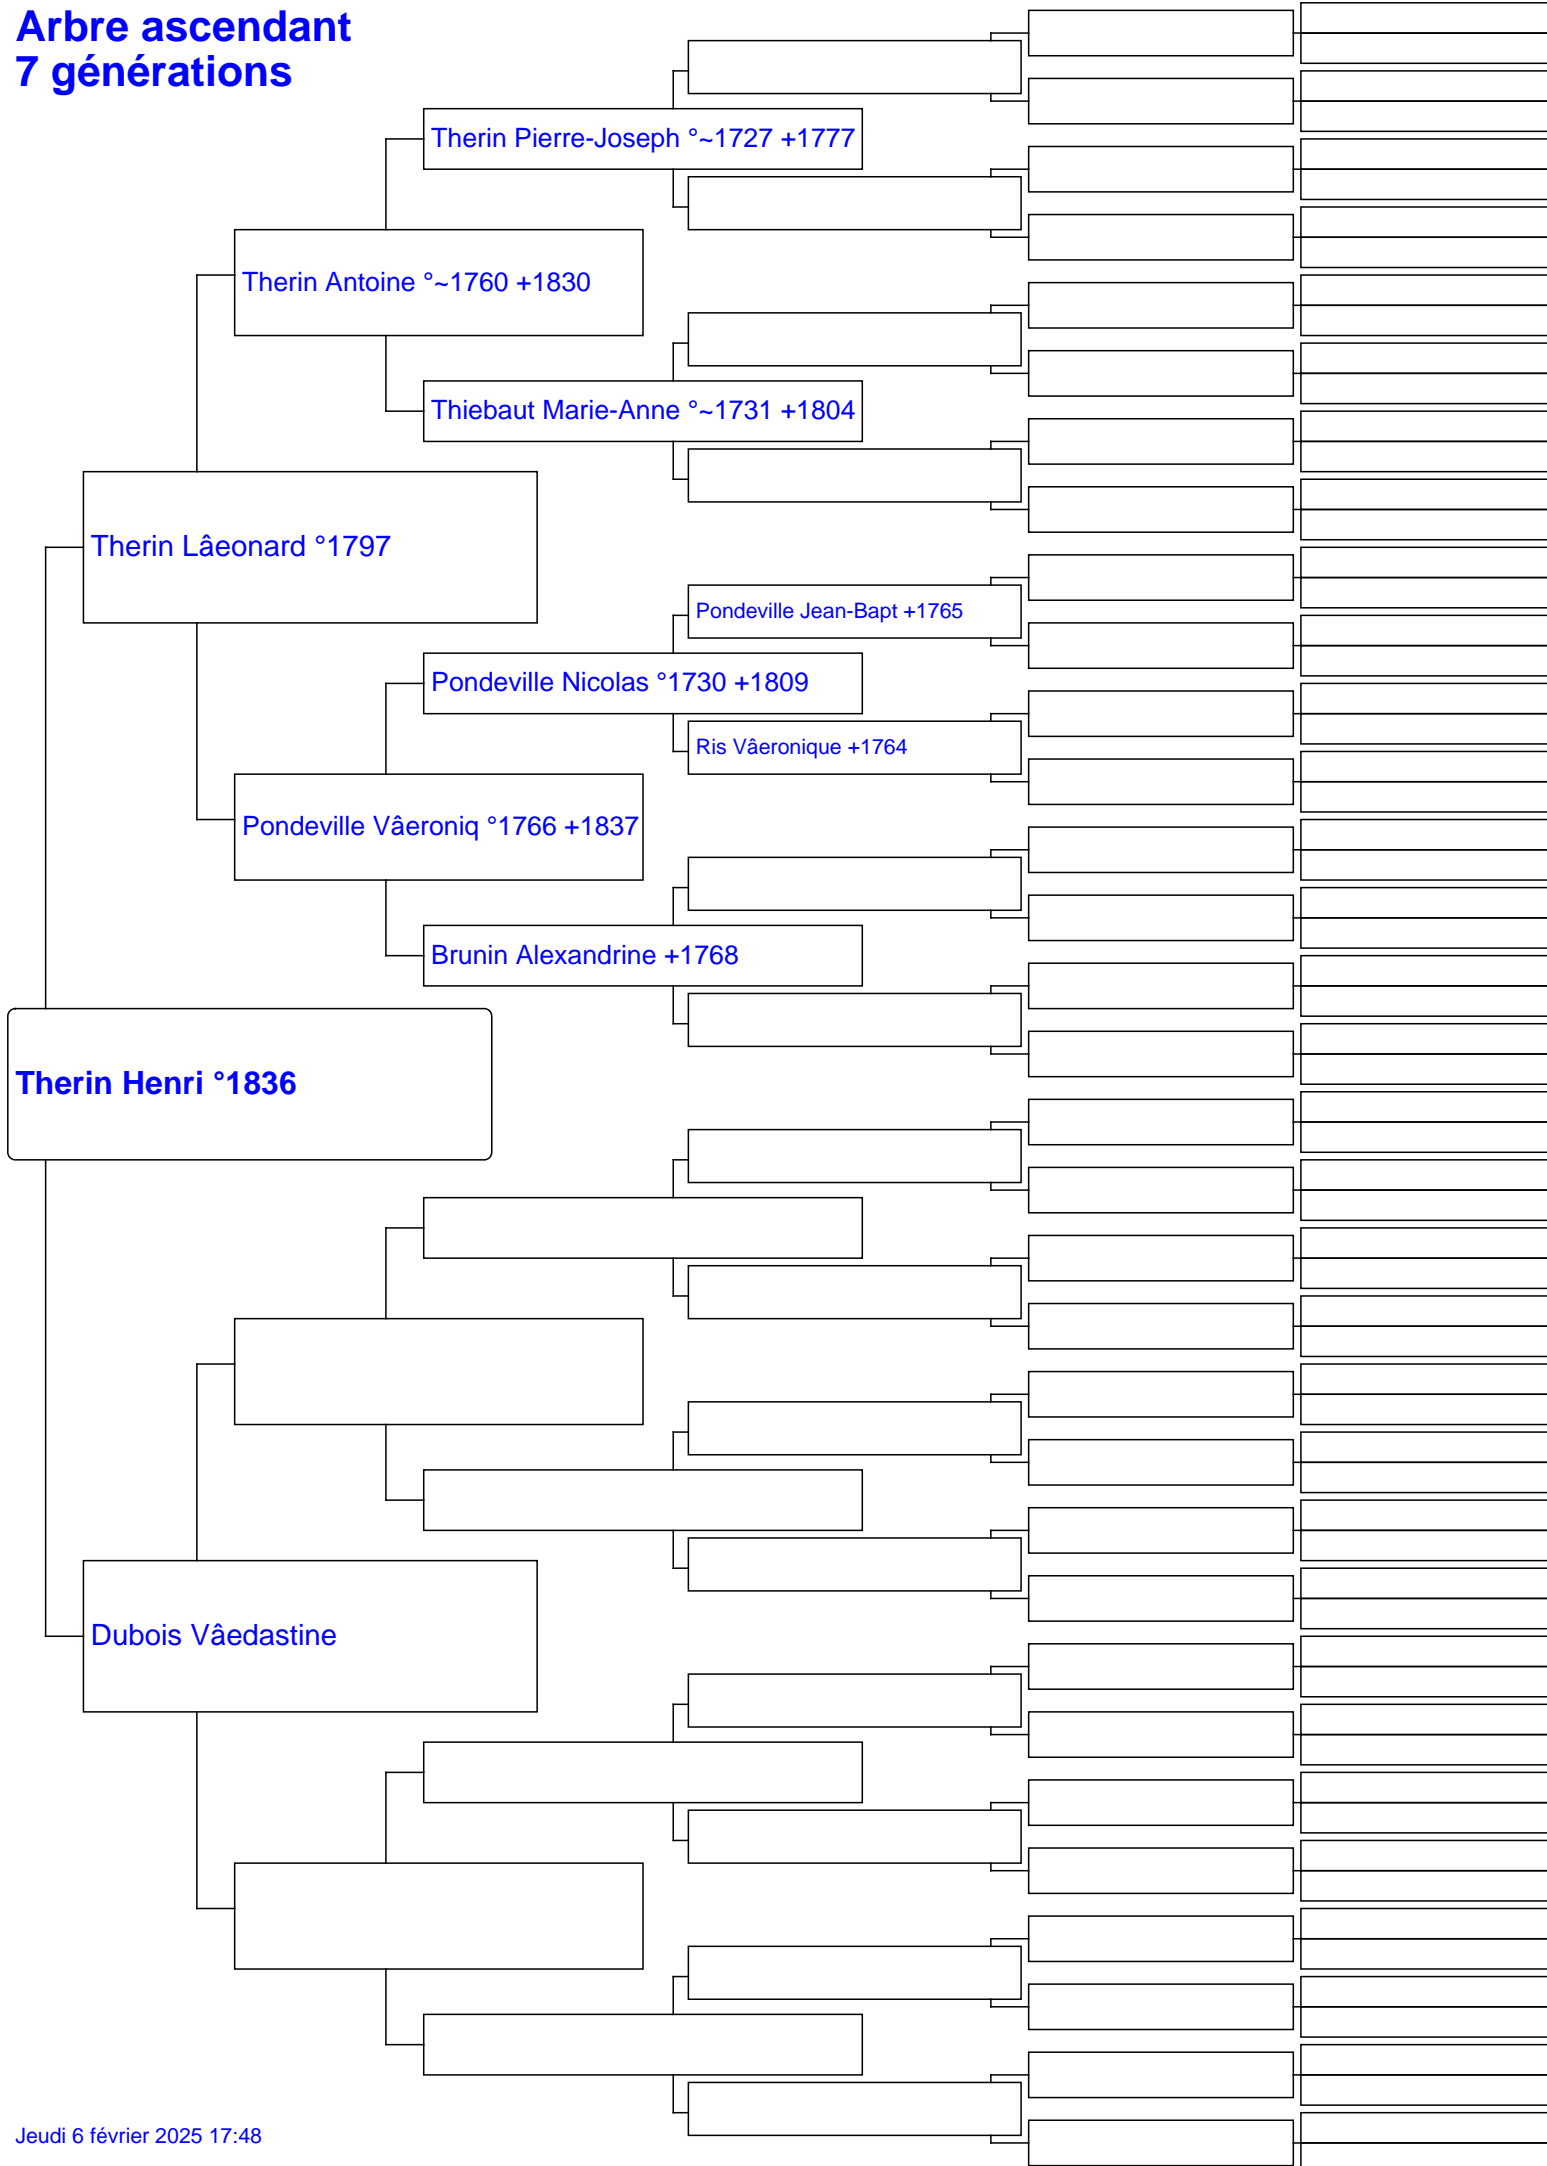 Arbre ascendant
7 générations
Therin Pierre-Joseph °~1727 +1777
Therin Antoine °~1760 +1830
Thiebaut Marie-Anne °~1731 +1804
Therin Lâeonard °1797
Pondeville Jean-Bapt +1765
Pondeville Nicolas °1730 +1809
Ris Vâeronique +1764
Pondeville Vâeroniq °1766 +1837
Brunin Alexandrine +1768
Therin Henri °1836
Dubois Vâedastine
Jeudi 6 février 2025 17:48